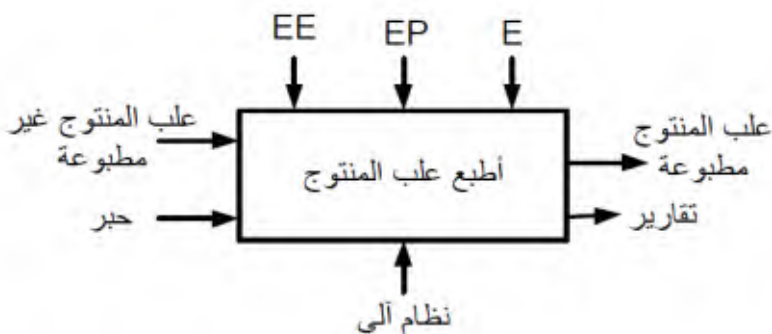 EE EP E
علب المنتوج غير
مطبوعة
علب المنتوج
مطبوعة
أطبع علب المنتوج
حبر
تقارير
نظام آلي